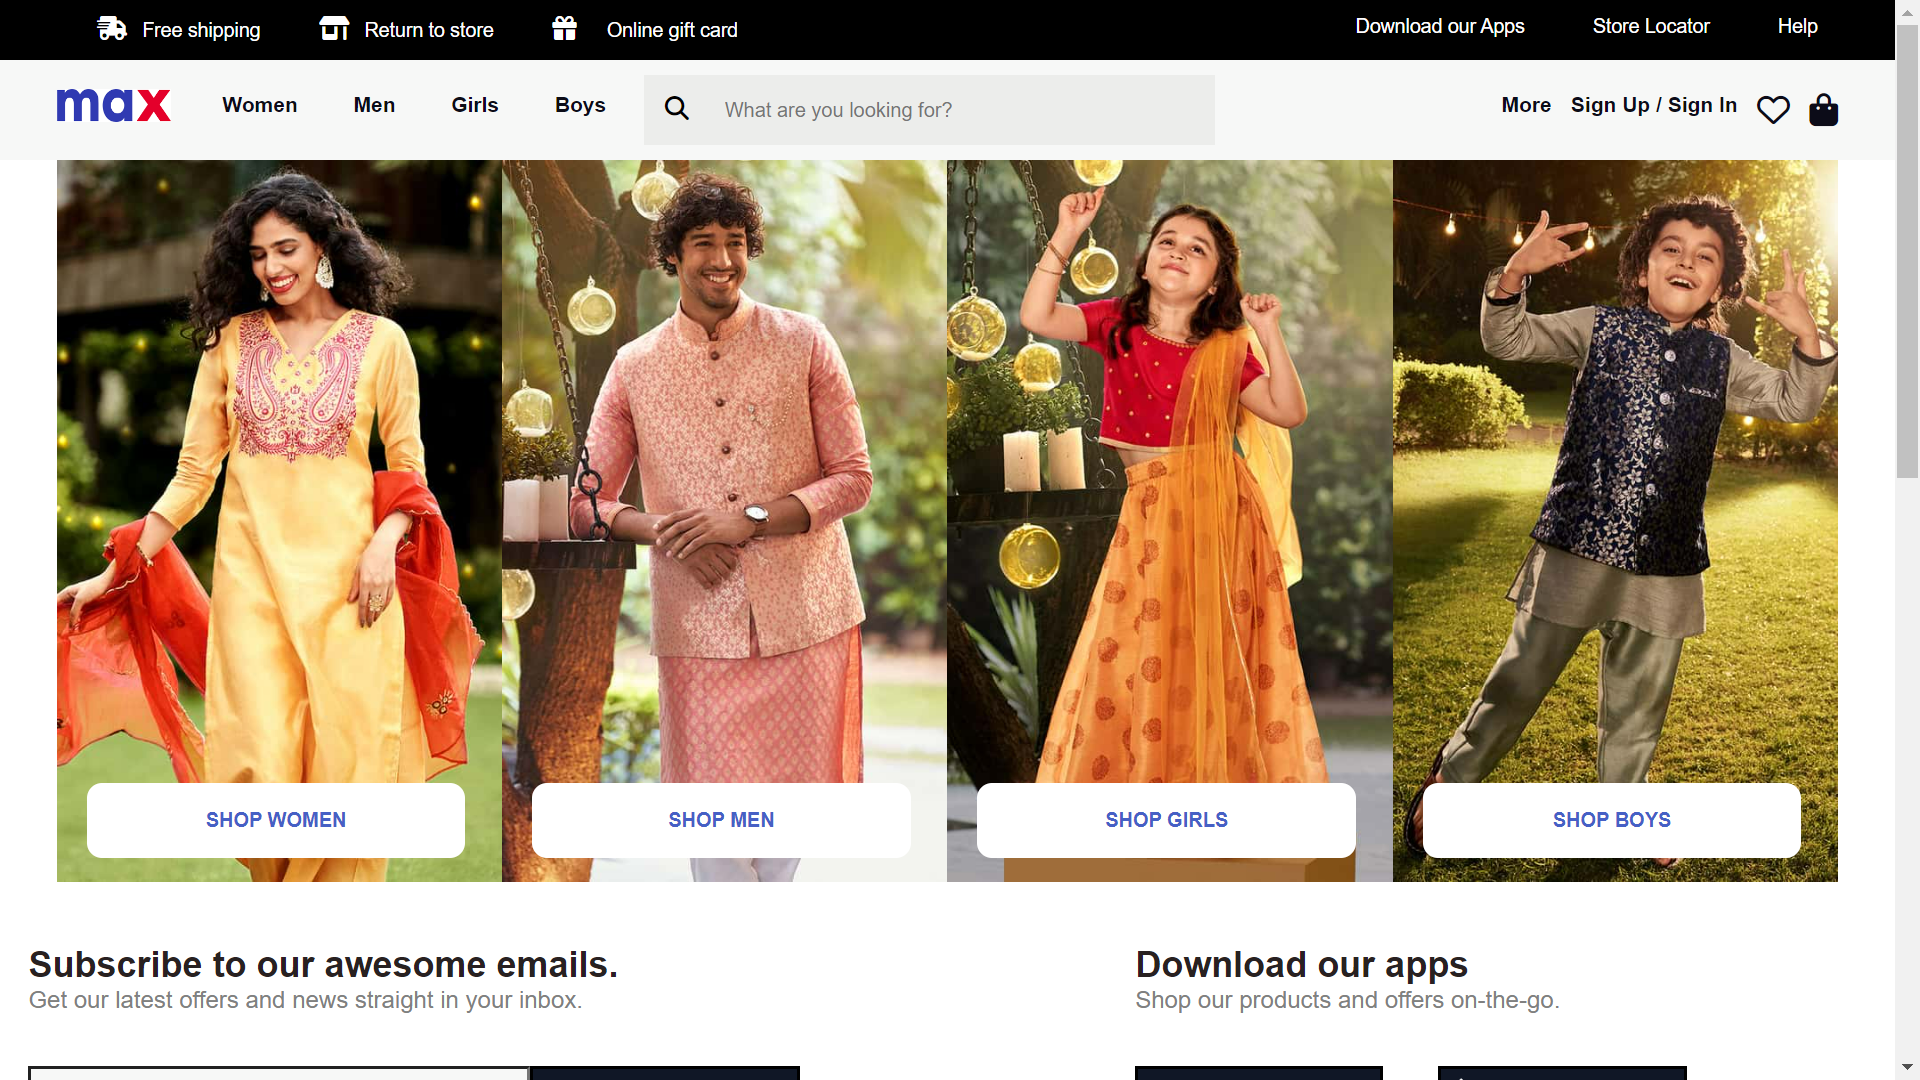 Free shipping
Return to store
Online gift card
Download our Apps
Store Locator
Help
max
Women
Men
Girls
Boys
What are you looking for?
More
Sign Up / Sign In
SHOP WOMEN
SHOP MEN
SHOP GIRLS
SHOP BOYS
Subscribe to our awesome emails.
Get our latest offers and news straight in your inbox.
Download our apps
Shop our products and offers on-the-go.